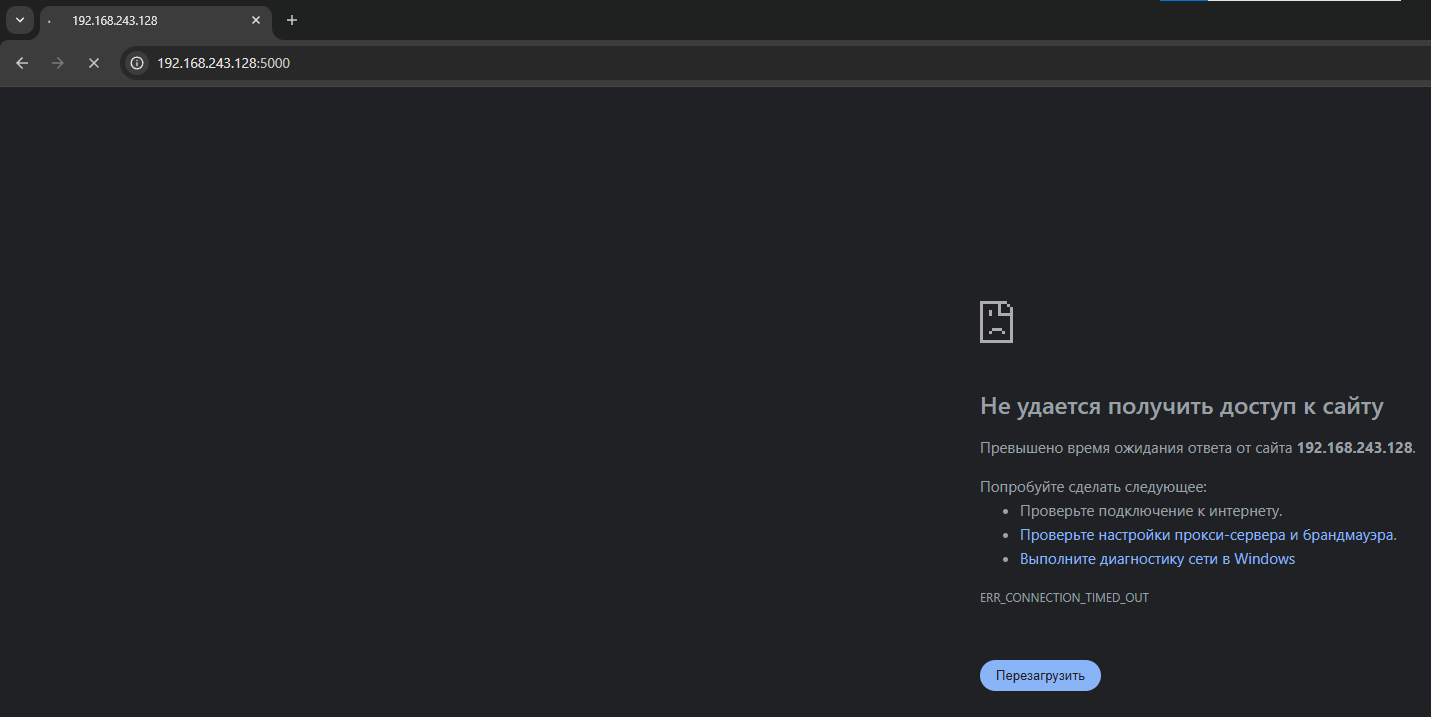 192.168.243.128
192.168.243.128:5000
Не удается получить доступ к сайту
Превышено время ожидания ответа от сайта 192.168.243.128.
Попробуйте сделать следующее:
Проверьте подключение к интернету.
Проверьте настройки прокси-сервера и брандмауэра.
Выполните диагностику сети в Windows
ERR_CONNECTION_TIMED_OUT
Перезагрузить